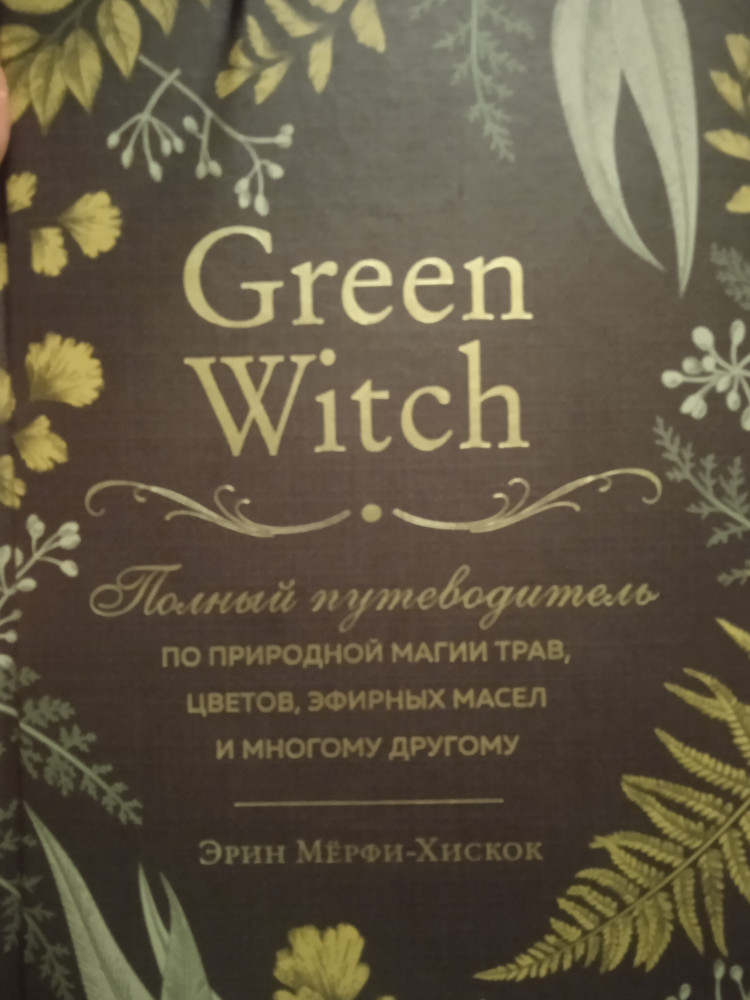 Green
Witch
Полный путеводитель
ПО ПРИРОДНОЙ МАГИИ ТРАВ,
ЦВЕТОВ, ЭФИРНЫХ МАСЕЛ
И МНОГОМУ ДРУГОМУ
ЭРИН МЁРФИ-ХИСКОК